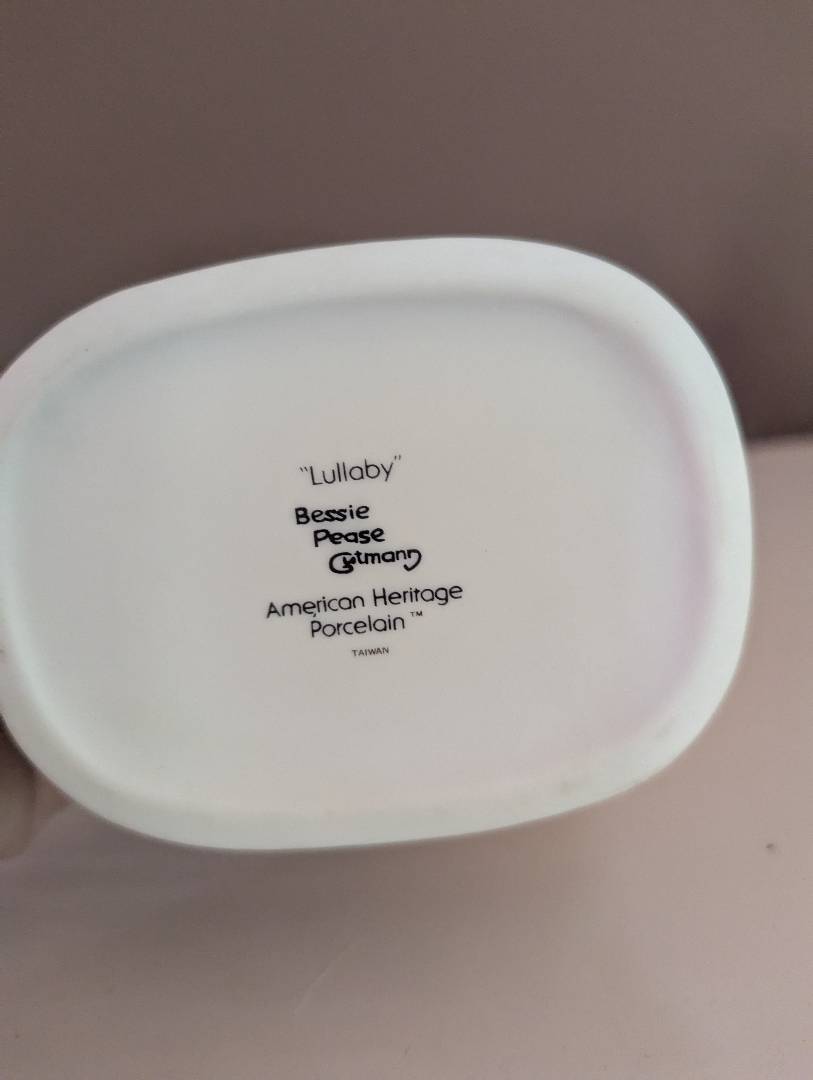 "Lullaby"
Bessie
Pease
Gutmann
American Heritage
Porcelain™
TAIWAN